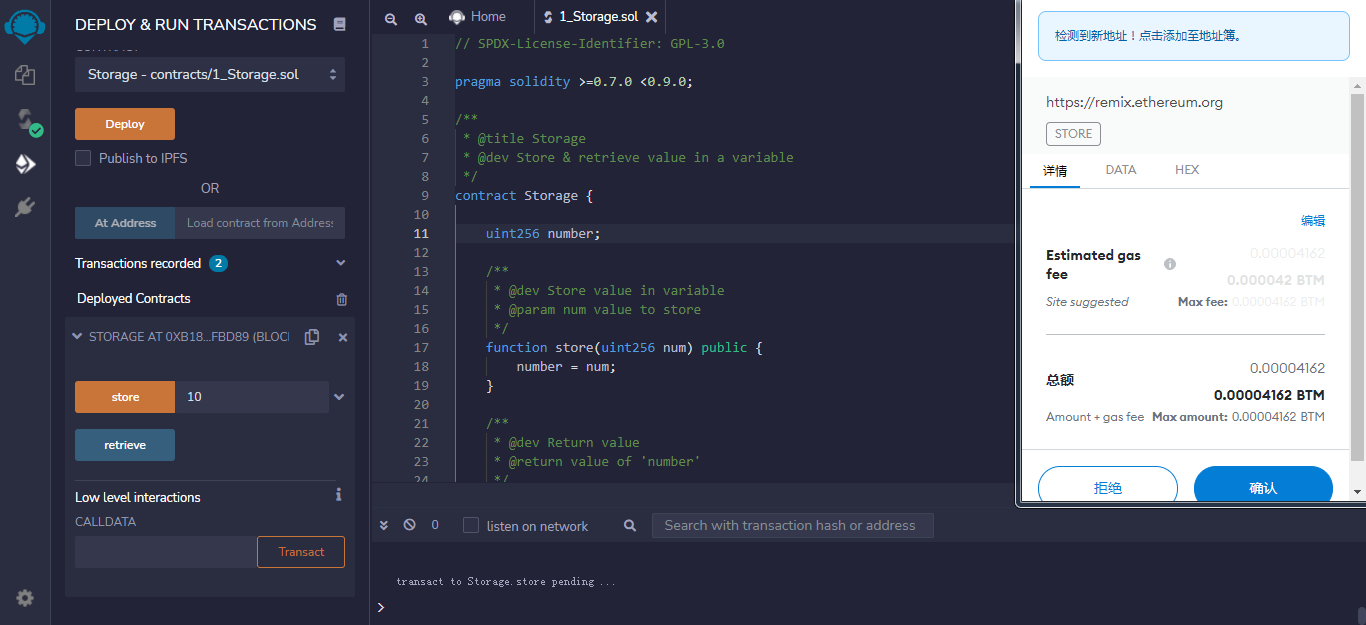 DEPLOY & RUN TRANSACTIONS
Storage - contracts/1_Storage.sol
Deploy
Publish to IPFS
OR
At Address
Load contract from Address
Transactions recorded
2
Deployed Contracts
STORAGE AT 0XB18...FBD89 (BLOC
store
10
retrieve
Low level interactions
i
CALLDATA
Transact
Home
1_Storage.sol
1 // SPDX-License-Identifier: GPL-3.0
2
3 pragma solidity >=0.7.0 <0.9.0;
4
5 /**
6 * @title Storage
7 * @dev Store & retrieve value in a variable
8 */
9 contract Storage {
10
11 uint256 number;
12
13 /**
14 * @dev Store value in variable
15 * @param num value to store
16 */
17 function store(uint256 num) public {
18 number = num;
19 }
20
21 /**
22 * @dev Return value
23 * @return value of 'number'
24 */
0
listen on network
Search with transaction hash or address
transact to Storage.store pending ...
>
检测到新地址！点击添加至地址簿。
https://remix.ethereum.org
STORE
详情
DATA
HEX
编辑
Estimated gas fee
0.00004162
0.000042 BTM
Site suggested
Max fee: 0.00004162 BTM
总额
0.00004162
0.00004162 BTM
Amount + gas fee
Max amount: 0.00004162 BTM
拒绝
确认